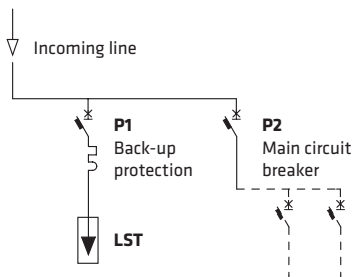 Incoming line
P1
Back-up
protection
P2
Main circuit
breaker
LST